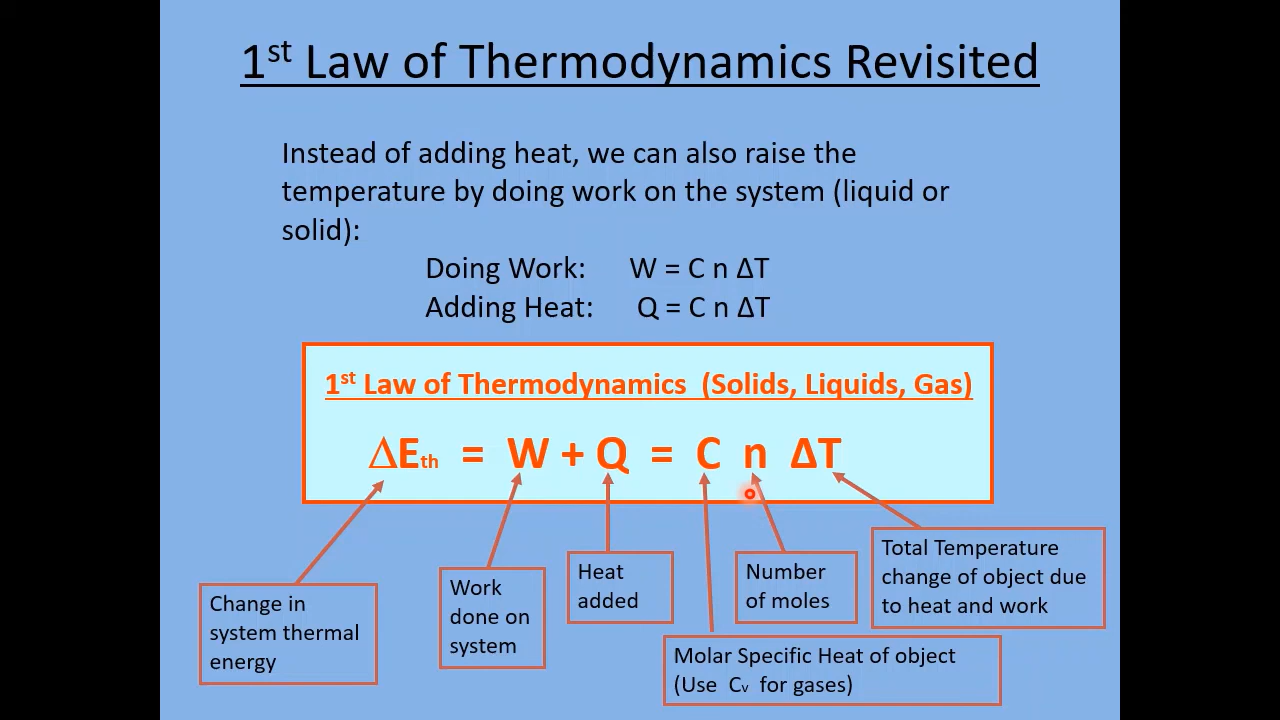 1st Law of Thermodynamics Revisited
Instead of adding heat, we can also raise the
temperature by doing work on the system (liquid or
solid):
Doing Work: W = C n ΔT
Adding Heat: Q = C n ΔT
1st Law of Thermodynamics (Solids, Liquids, Gas)
ΔEth = W + Q = C n ΔT
Change in
system thermal
energy
Work
done on
system
Heat
added
Number
of moles
Total Temperature
change of object due
to heat and work
Molar Specific Heat of object
(Use Cv for gases)